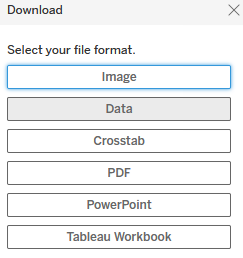 Download
Select your file format.
Image
Data
Crosstab
PDF
PowerPoint
Tableau Workbook